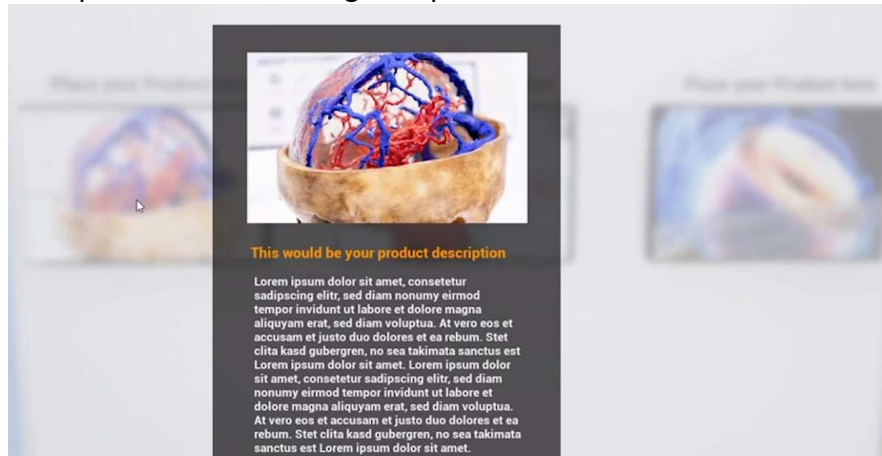 Place your Product here
This would be your product description
Lorem ipsum dolor sit amet, consetetur
sadipscing elitr, sed diam nonumy eirmod
tempor invidunt ut labore et dolore magna
aliquyam erat, sed diam voluptua. At vero eos et
accusam et justo duo dolores et ea rebum. Stet
clita kasd gubergren, no sea takimata sanctus est
Lorem ipsum dolor sit amet. Lorem ipsum dolor
sit amet, consetetur sadipscing elitr, sed diam
nonumy eirmod tempor invidunt ut labore et
dolore magna aliquyam erat, sed diam voluptua.
At vero eos et accusam et justo duo dolores et ea
rebum. Stet clita kasd gubergren, no sea takimata
sanctus est Lorem ipsum dolor sit amet.